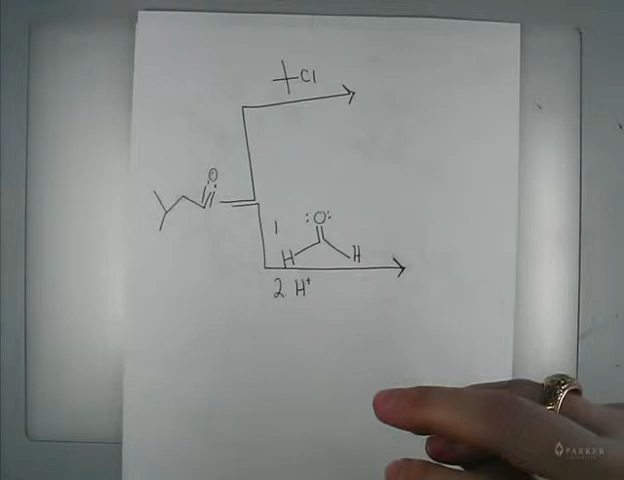 Cl
:O:
1 :O:
H H
2 H⁺
PARKER